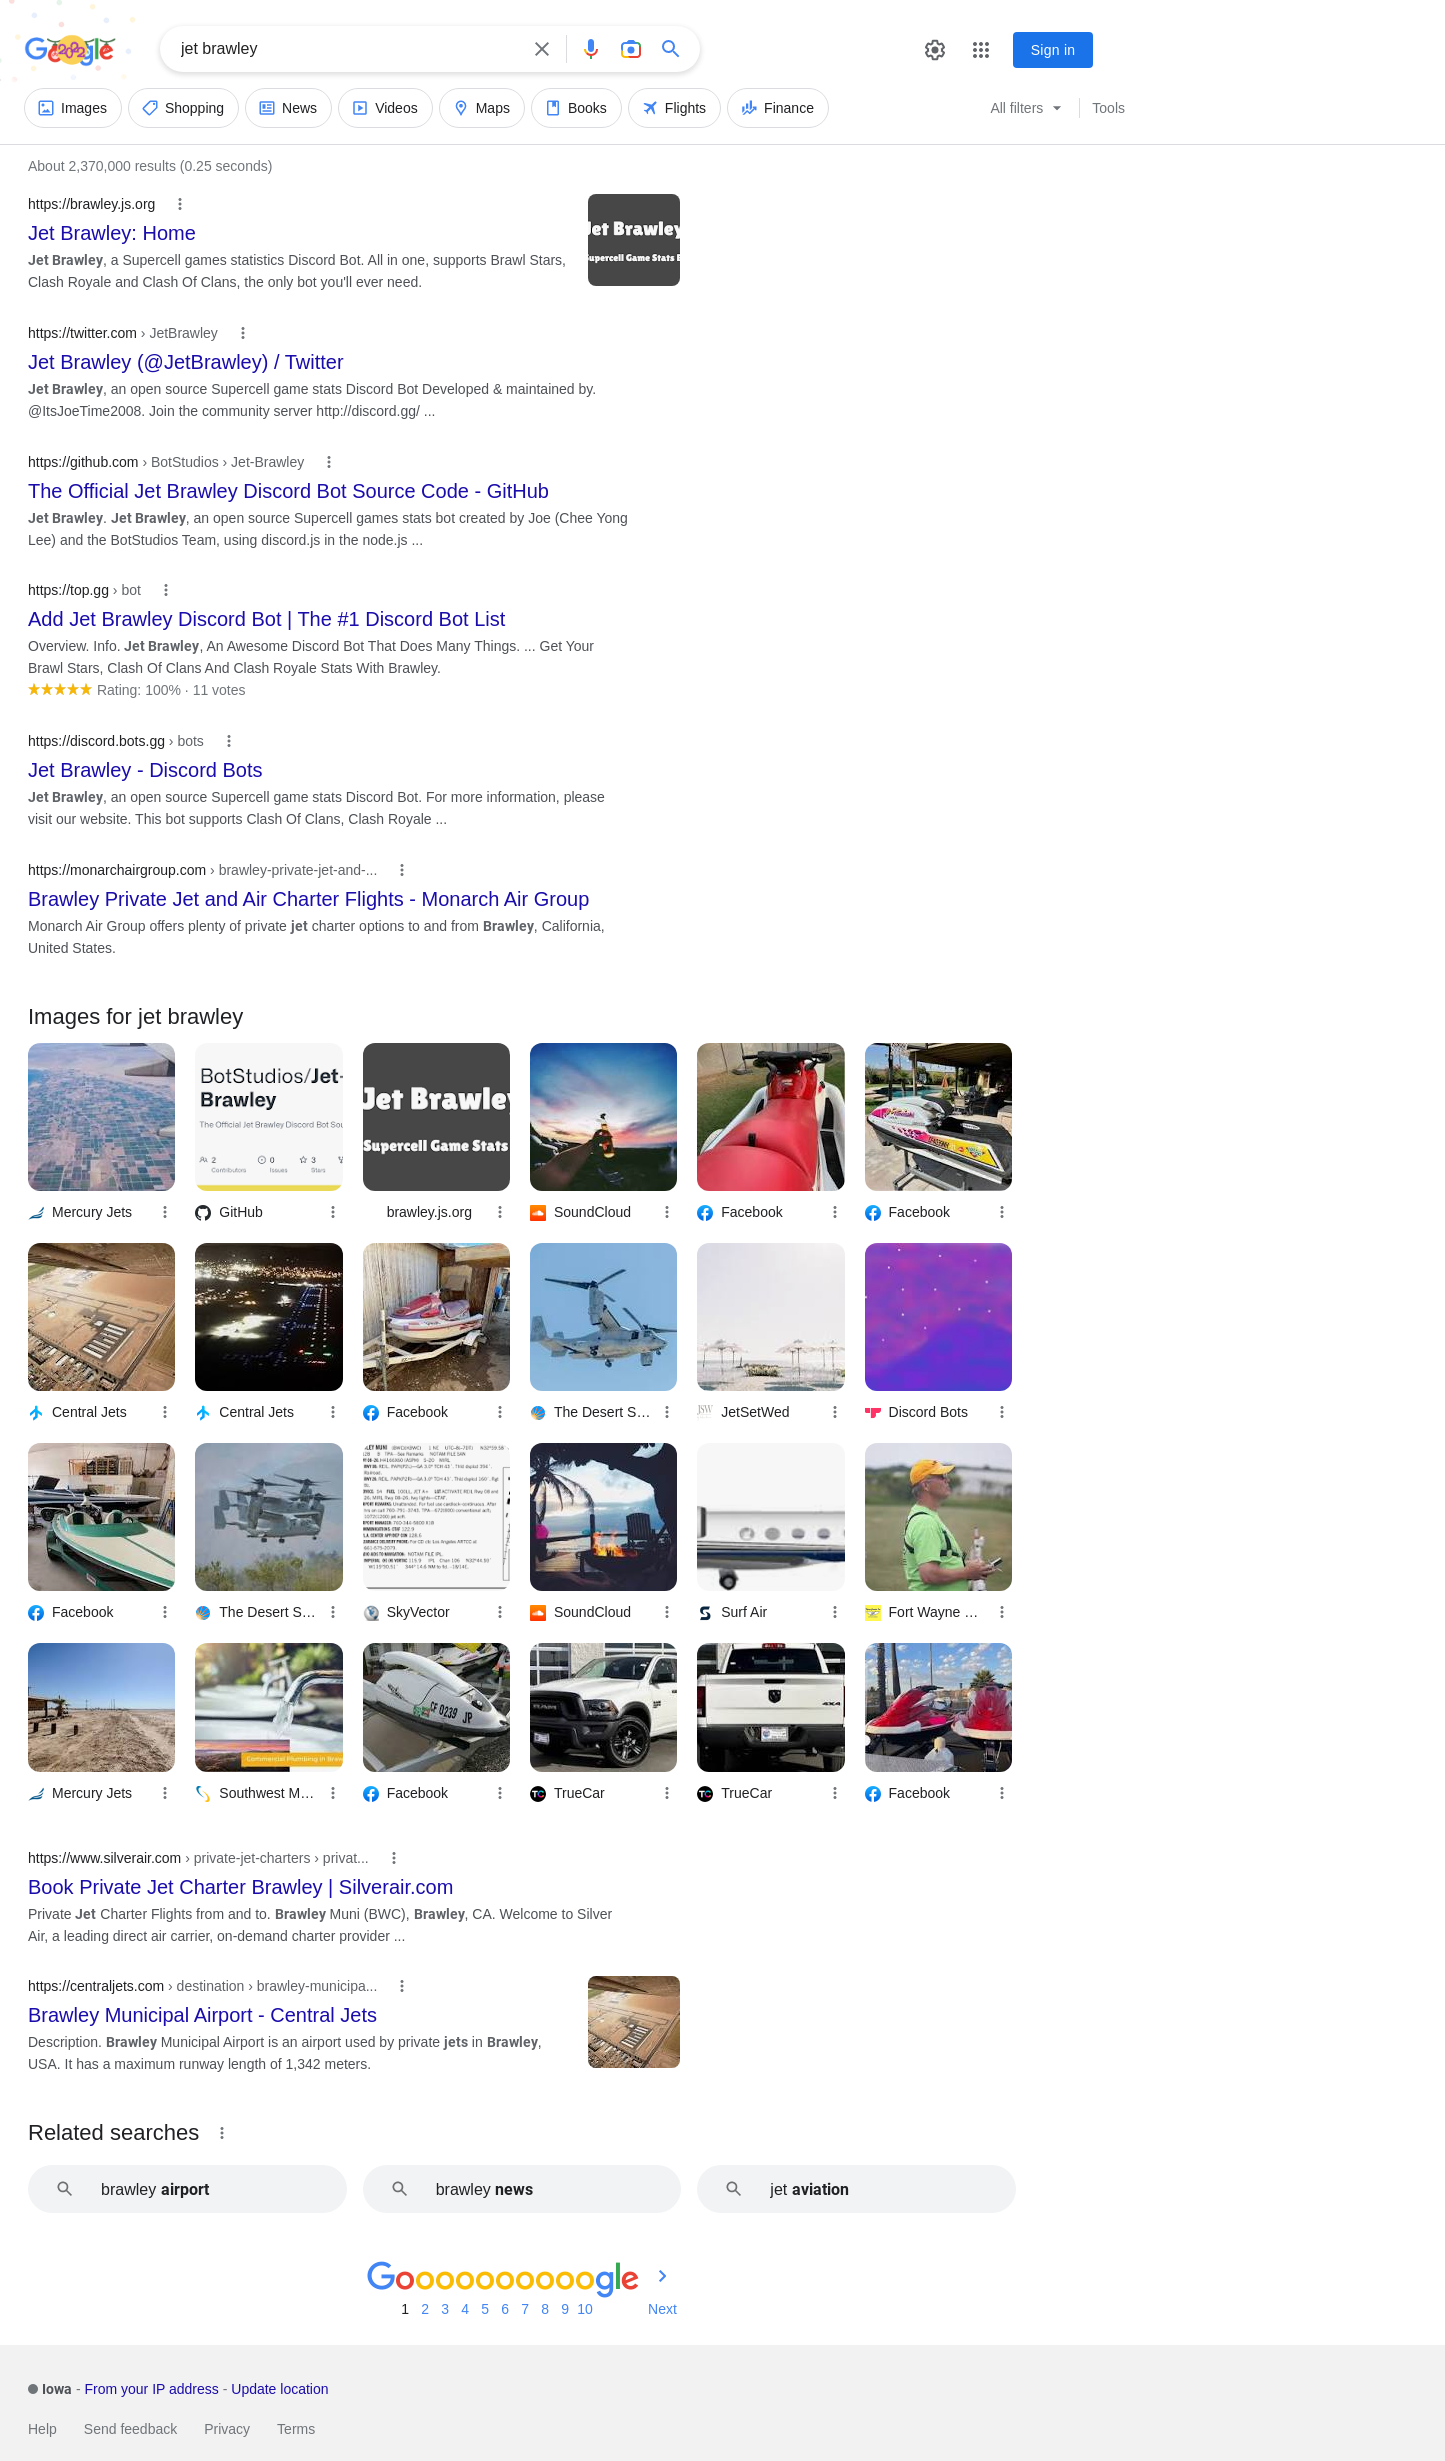 Google
jet brawley
Sign in
Images
Shopping
News
Videos
Maps
Books
Flights
Finance
All filters
Tools
About 2,370,000 results (0.25 seconds)
https://brawley.js.org
Jet Brawley: Home
Jet Brawley, a Supercell games statistics Discord Bot. All in one, supports Brawl Stars,
Clash Royale and Clash Of Clans, the only bot you'll ever need.
Jet Brawley
Supercell Game Stats
https://twitter.com › JetBrawley
Jet Brawley (@JetBrawley) / Twitter
Jet Brawley, an open source Supercell game stats Discord Bot Developed & maintained by.
@ItsJoeTime2008. Join the community server http://discord.gg/ ...
https://github.com › BotStudios › Jet-Brawley
The Official Jet Brawley Discord Bot Source Code - GitHub
Jet Brawley. Jet Brawley, an open source Supercell games stats bot created by Joe (Chee Yong
Lee) and the BotStudios Team, using discord.js in the node.js ...
https://top.gg › bot
Add Jet Brawley Discord Bot | The #1 Discord Bot List
Overview. Info. Jet Brawley, An Awesome Discord Bot That Does Many Things. ... Get Your
Brawl Stars, Clash Of Clans And Clash Royale Stats With Brawley.
Rating: 100% · 11 votes
https://discord.bots.gg › bots
Jet Brawley - Discord Bots
Jet Brawley, an open source Supercell game stats Discord Bot. For more information, please
visit our website. This bot supports Clash Of Clans, Clash Royale ...
https://monarchairgroup.com › brawley-private-jet-and-...
Brawley Private Jet and Air Charter Flights - Monarch Air Group
Monarch Air Group offers plenty of private jet charter options to and from Brawley, California,
United States.
Images for jet brawley
BotStudios/Jet-
Brawley
The Official Jet Brawley Discord Bot Sou
2
Contributors
0
Issues
3
Stars
Jet Brawley
Supercell Game Stats
Mercury Jets
GitHub
brawley.js.org
SoundCloud
Facebook
Facebook
Central Jets
Central Jets
Facebook
The Desert S...
JetSetWed
Discord Bots
Facebook
The Desert S...
SkyVector
SoundCloud
Surf Air
Fort Wayne ...
Commercial Plumbing in Braw
CF 0239 JP
RAM
4X4
Mercury Jets
Southwest M...
Facebook
TrueCar
TrueCar
Facebook
https://www.silverair.com › private-jet-charters › privat...
Book Private Jet Charter Brawley | Silverair.com
Private Jet Charter Flights from and to. Brawley Muni (BWC), Brawley, CA. Welcome to Silver
Air, a leading direct air carrier, on-demand charter provider ...
https://centraljets.com › destination › brawley-municipa...
Brawley Municipal Airport - Central Jets
Description. Brawley Municipal Airport is an airport used by private jets in Brawley,
USA. It has a maximum runway length of 1,342 meters.
Related searches
brawley airport
brawley news
jet aviation
Goooooooooogle
1 2 3 4 5 6 7 8 9 10
Next
Iowa - From your IP address - Update location
Help
Send feedback
Privacy
Terms